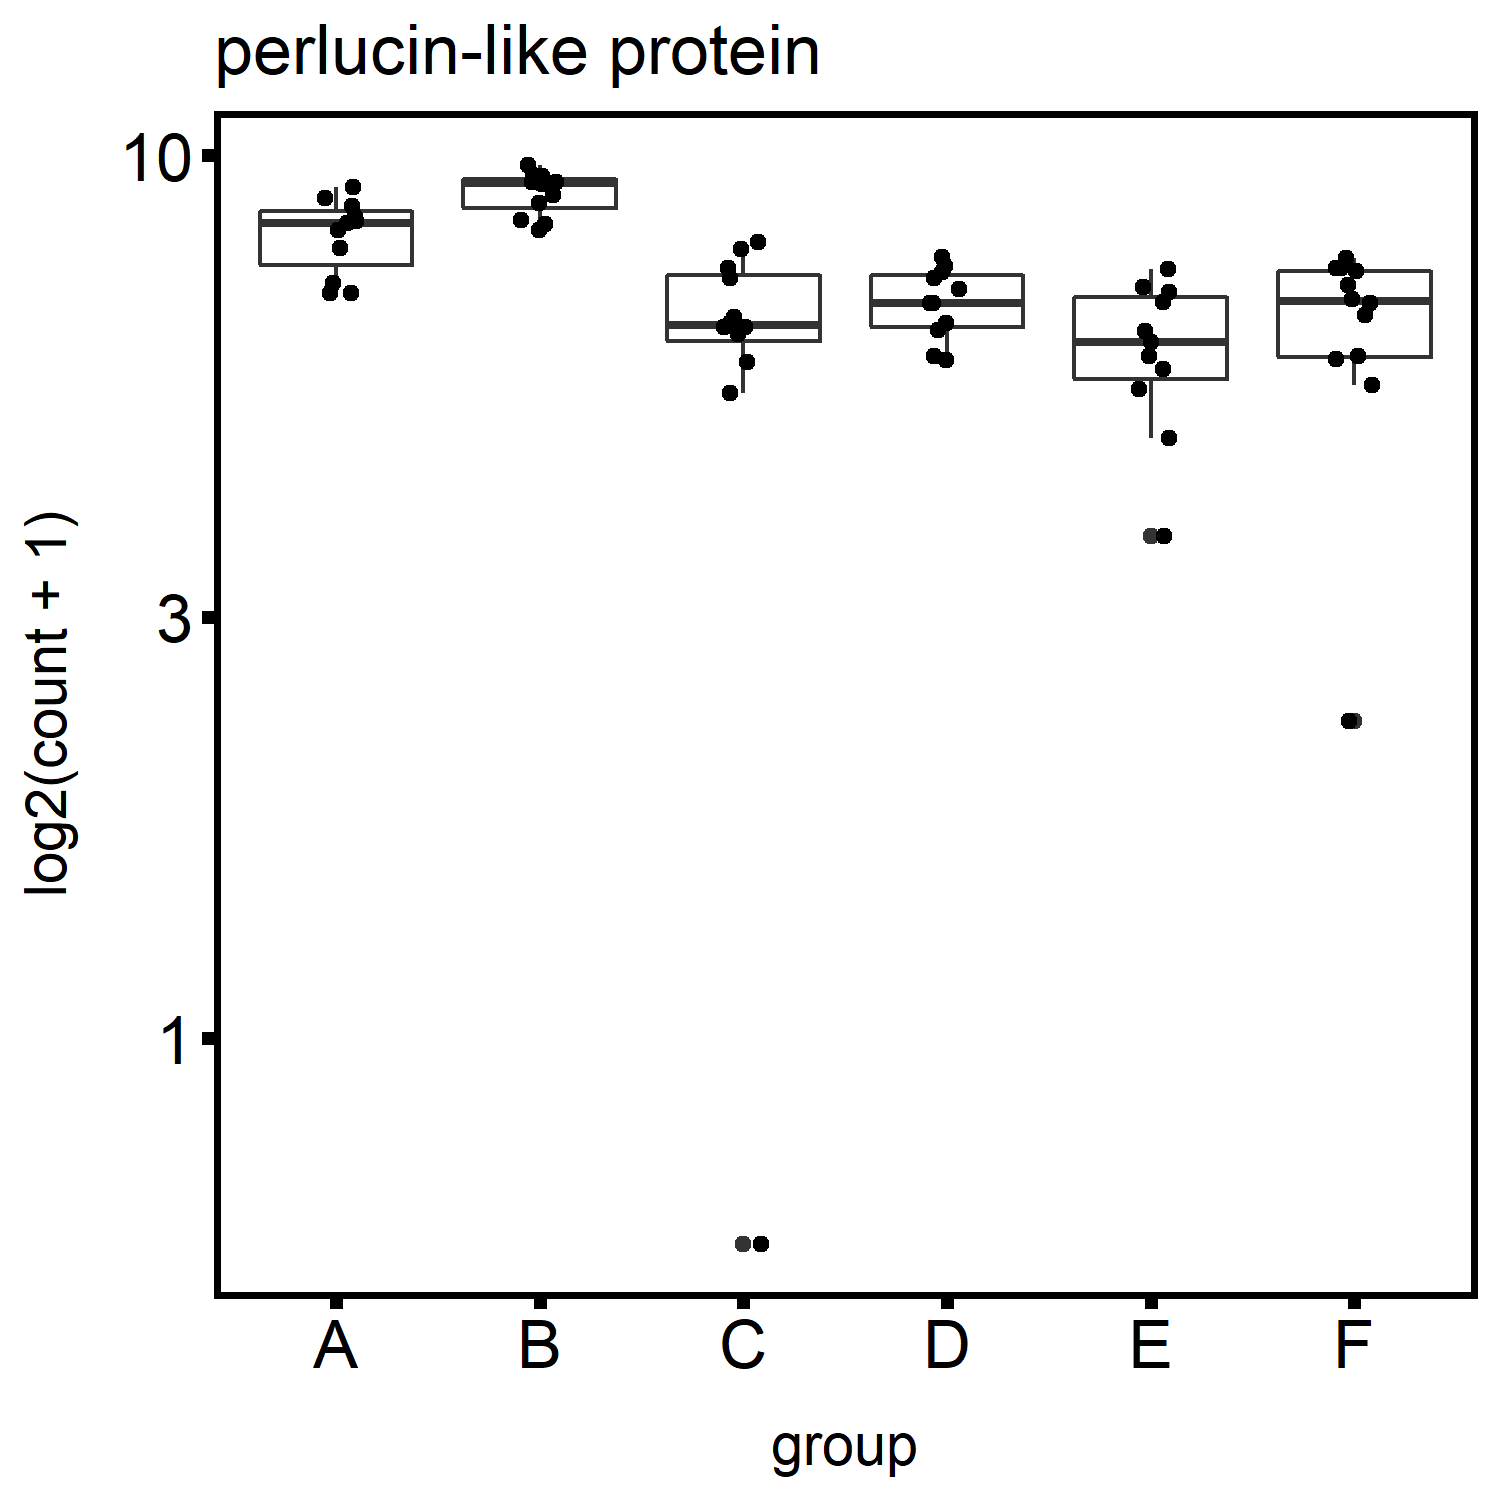 perlucin-like protein
10
3
1
log2(count + 1)
A B C D E F
group